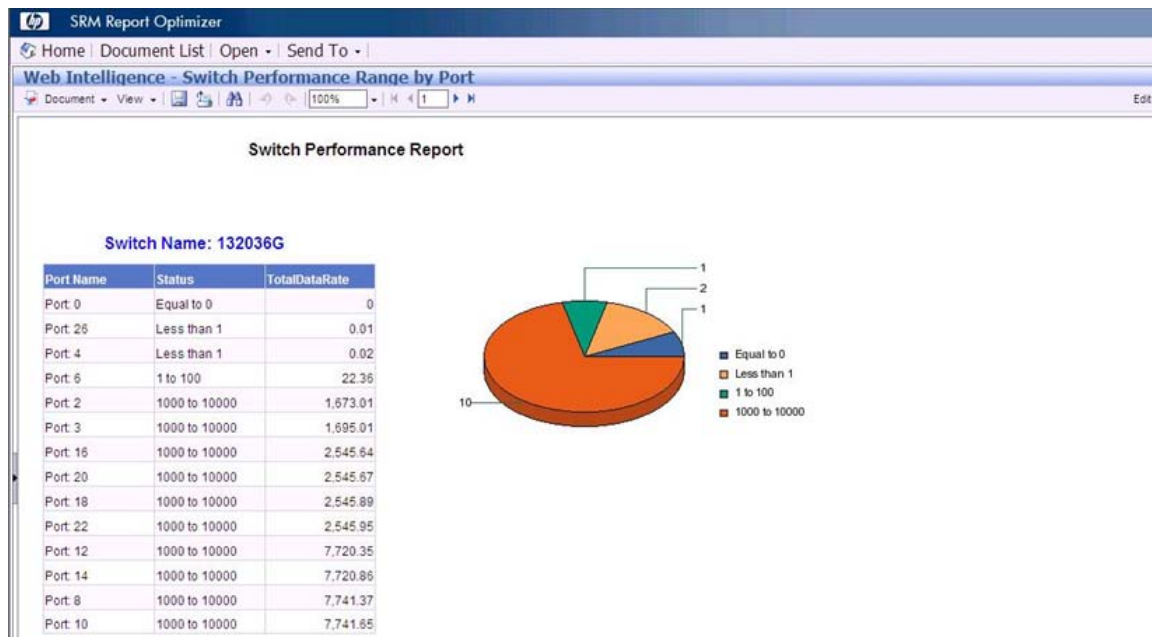 hp SRM Report Optimizer
Home | Document List | Open | Send To |
Web Intelligence - Switch Performance Range by Port
Document View 100% 1 Edit
Switch Performance Report
Switch Name: 132036G
Port Name Status TotalDataRate
Port: 0 Equal to 0 0
Port: 26 Less than 1 0.01
Port: 4 Less than 1 0.02
Port: 6 1 to 100 22.36
Port: 2 1000 to 10000 1,673.01
Port: 3 1000 to 10000 1,695.01
Port: 16 1000 to 10000 2,545.64
Port: 20 1000 to 10000 2,545.67
Port: 18 1000 to 10000 2,545.89
Port: 22 1000 to 10000 2,545.95
Port: 12 1000 to 10000 7,720.35
Port: 14 1000 to 10000 7,720.86
Port: 8 1000 to 10000 7,741.37
Port: 10 1000 to 10000 7,741.65
1
2
1
10
Equal to 0
Less than 1
1 to 100
1000 to 10000